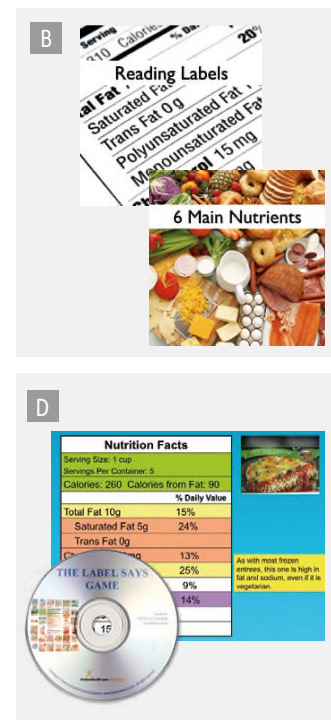 B
Serving
310 Calories
% Da
20%
Reading Labels
al Fat
Saturated Fat
Trans Fat 0 g
Polyunsaturated Fat
Monounsaturated Fat
15 mg
6 Main Nutrients
D
Nutrition Facts
Serving Size: 1 cup
Servings Per Container: 5
Calories: 260 Calories from Fat: 90
% Daily Value
Total Fat 10g 15%
Saturated Fat 5g 24%
Trans Fat 0g
13%
25%
9%
14%
As with most frozen
entrees, this one is high in
fat and sodium, even if it is
vegetarian.
THE LABEL SAYS
GAME
15